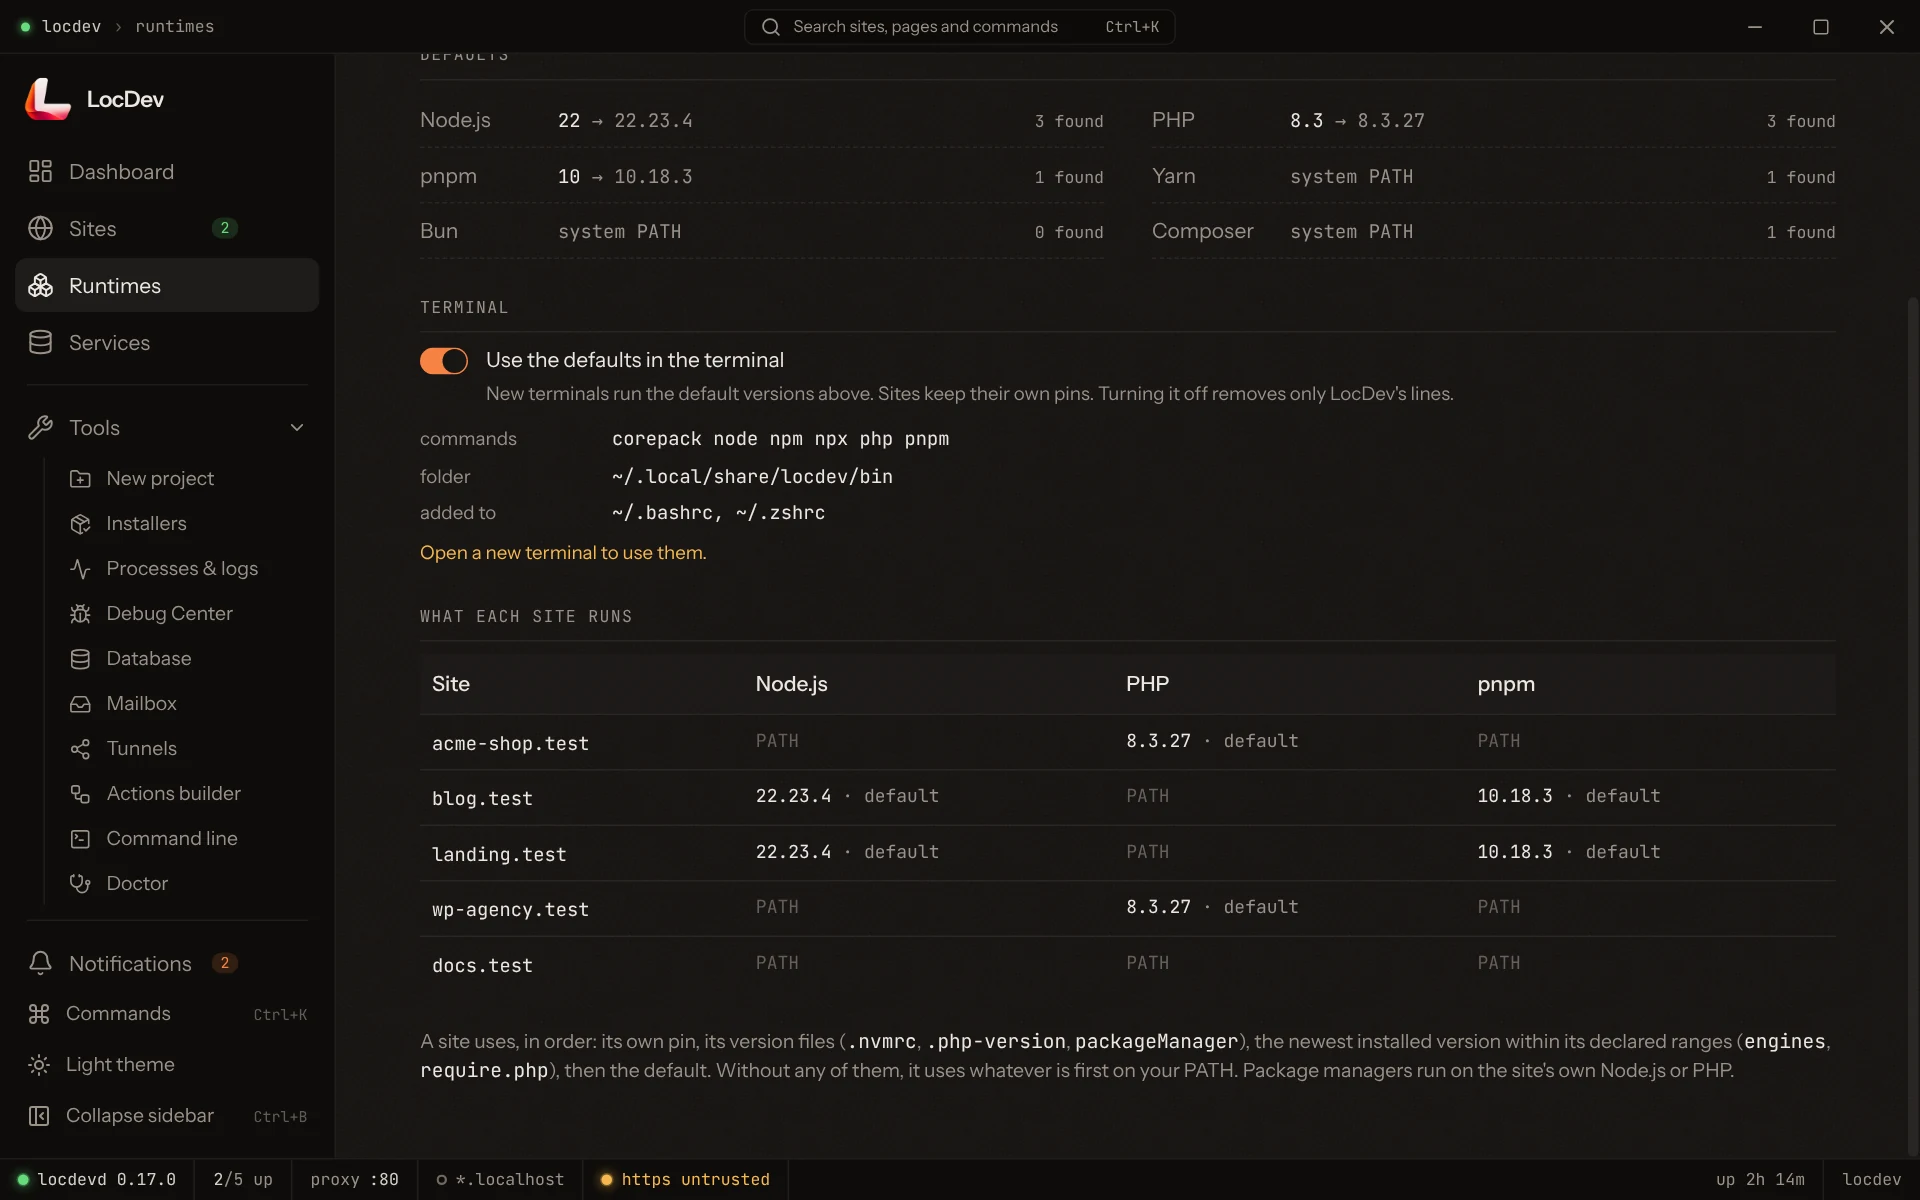 locdev › runtimes
Search sites, pages and commands Ctrl+K
LocDev
Dashboard
Sites 2
Runtimes
Services
Tools
New project
Installers
Processes & logs
Debug Center
Database
Mailbox
Tunnels
Actions builder
Command line
Doctor
Notifications 2
Commands Ctrl+K
Light theme
Collapse sidebar Ctrl+B
DEFAULTS
Node.js 22 → 22.23.4 3 found PHP 8.3 → 8.3.27 3 found
pnpm 10 → 10.18.3 1 found Yarn system PATH 1 found
Bun system PATH 0 found Composer system PATH 1 found
TERMINAL
Use the defaults in the terminal
New terminals run the default versions above. Sites keep their own pins. Turning it off removes only LocDev's lines.
commands corepack node npm npx php pnpm
folder ~/.local/share/locdev/bin
added to ~/.bashrc, ~/.zshrc
Open a new terminal to use them.
WHAT EACH SITE RUNS
Site Node.js PHP pnpm
acme-shop.test PATH 8.3.27 · default PATH
blog.test 22.23.4 · default PATH 10.18.3 · default
landing.test 22.23.4 · default PATH 10.18.3 · default
wp-agency.test PATH 8.3.27 · default PATH
docs.test PATH PATH PATH
A site uses, in order: its own pin, its version files (.nvmrc, .php-version, packageManager), the newest installed version within its declared ranges (engines,
require.php), then the default. Without any of them, it uses whatever is first on your PATH. Package managers run on the site's own Node.js or PHP.
locdevd 0.17.0 2/5 up proxy :80 *.localhost https untrusted up 2h 14m locdev